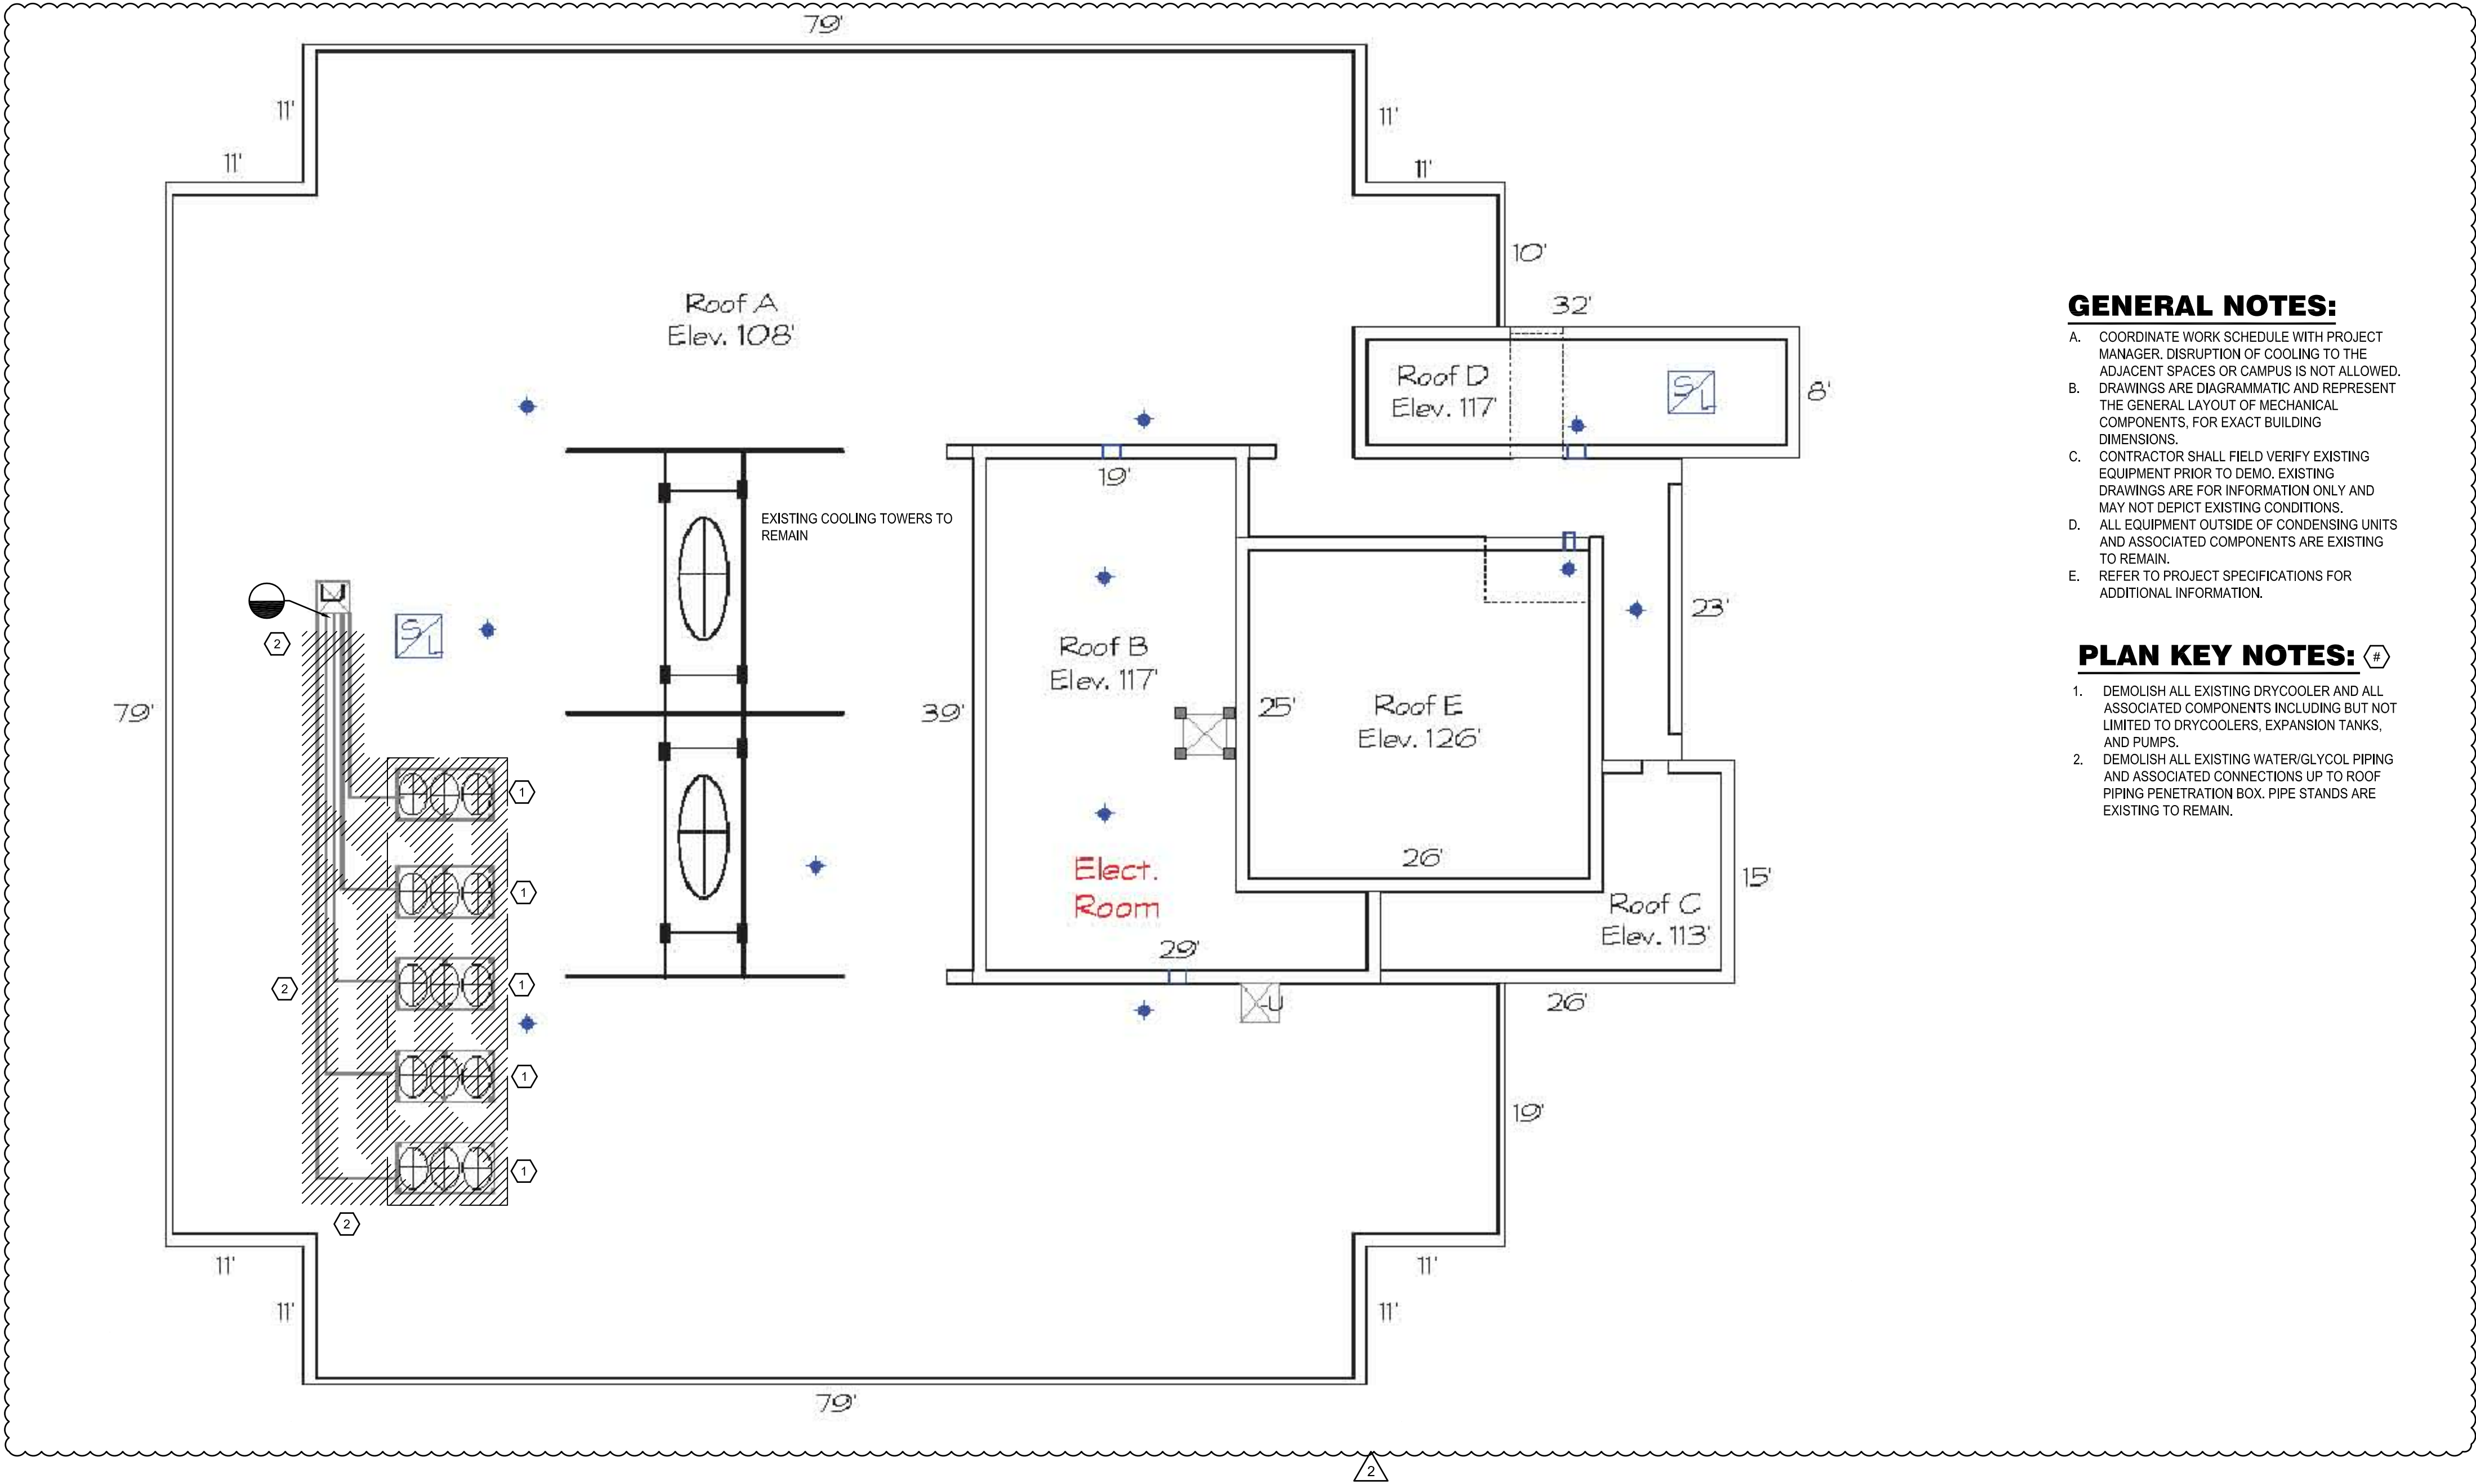 79'
11'
11'
11'
11'
10'
32'
Roof A
Elev. 108'
Roof D
Elev. 117'
S/L
8'
19'
EXISTING COOLING TOWERS TO
REMAIN
U
2
S/L
Roof B
Elev. 117'
23'
79'
39'
25'
Roof E
Elev. 126'
1
1
26'
Elect.
Room
15'
Roof C
Elev. 113'
29'
2
1
26'
U
1
19'
1
2
11'
11'
11'
11'
79'
2
GENERAL NOTES:
A. COORDINATE WORK SCHEDULE WITH PROJECT
MANAGER. DISRUPTION OF COOLING TO THE
ADJACENT SPACES OR CAMPUS IS NOT ALLOWED.
B. DRAWINGS ARE DIAGRAMMATIC AND REPRESENT
THE GENERAL LAYOUT OF MECHANICAL
COMPONENTS, FOR EXACT BUILDING
DIMENSIONS.
C. CONTRACTOR SHALL FIELD VERIFY EXISTING
EQUIPMENT PRIOR TO DEMO. EXISTING
DRAWINGS ARE FOR INFORMATION ONLY AND
MAY NOT DEPICT EXISTING CONDITIONS.
D. ALL EQUIPMENT OUTSIDE OF CONDENSING UNITS
AND ASSOCIATED COMPONENTS ARE EXISTING
TO REMAIN.
E. REFER TO PROJECT SPECIFICATIONS FOR
ADDITIONAL INFORMATION.
PLAN KEY NOTES: #
1. DEMOLISH ALL EXISTING DRYCOOLER AND ALL
ASSOCIATED COMPONENTS INCLUDING BUT NOT
LIMITED TO DRYCOOLERS, EXPANSION TANKS,
AND PUMPS.
2. DEMOLISH ALL EXISTING WATER/GLYCOL PIPING
AND ASSOCIATED CONNECTIONS UP TO ROOF
PIPING PENETRATION BOX. PIPE STANDS ARE
EXISTING TO REMAIN.